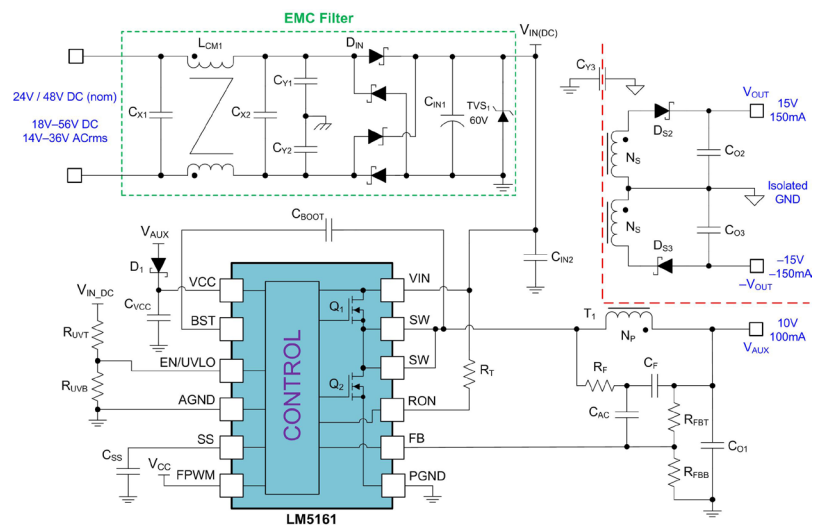 EMC Filter
VIN(DC)
LCM1
DIN
CY3
24V / 48V DC (nom)
18V–56V DC
14V–36V ACrms
CX1
CX2
CY1
CY2
CIN1
TVS1
60V
VOUT
15V
150mA
DS2
NS
CO2
Isolated
GND
NS
CO3
DS3
–15V
–150mA
–VOUT
CBOOT
VAUX
D1
CIN2
VIN_DC
CVCC
VCC
VIN
Q1
T1
NP
10V
100mA
VAUX
BST
SW
RUVT
EN/UVLO
CONTROL
SW
RT
RF
CF
Q2
RUVB
AGND
RON
CAC
RFBT
SS
FB
CO1
CSS
VCC
RFBB
FPWM
PGND
LM5161